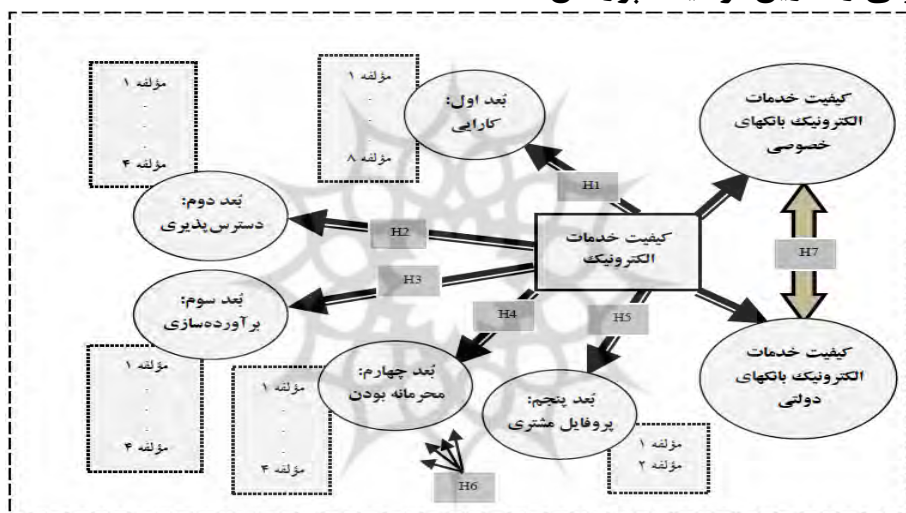 مؤلفه ۱
.
.
.
مؤلفه ۴
بُعد دوم:
دسترس‌پذیری
مؤلفه ۱
.
.
.
مؤلفه ۸
بُعد اول:
کارایی
کیفیت خدمات
الکترونیک بانکهای
خصوصی
H1
H2
H3
H4
H5
H7
کیفیت خدمات
الکترونیک
بُعد سوم:
برآورده‌سازی
مؤلفه ۱
.
.
.
مؤلفه ۴
بُعد چهارم:
محرمانه بودن
مؤلفه ۱
.
.
.
مؤلفه ۴
H6
بُعد پنجم:
پروفایل مشتری
مؤلفه ۱
مؤلفه ۲
کیفیت خدمات
الکترونیک بانکهای
دولتی